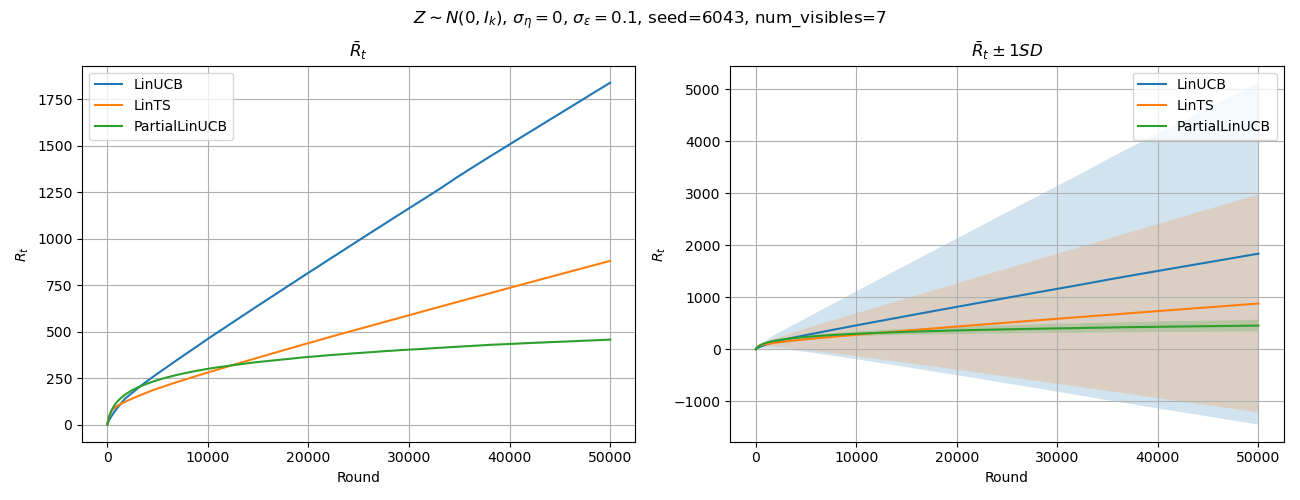 Z ∼ N(0, I_k), σ_η = 0, σ_ε = 0.1, seed=6043, num_visibles=7
R̄_t
R_t
1750
1500
1250
1000
750
500
250
0
LinUCB
LinTS
PartialLinUCB
0 10000 20000 30000 40000 50000
Round
R̄_t ± 1SD
R_t
5000
4000
3000
2000
1000
0
−1000
LinUCB
LinTS
PartialLinUCB
0 10000 20000 30000 40000 50000
Round